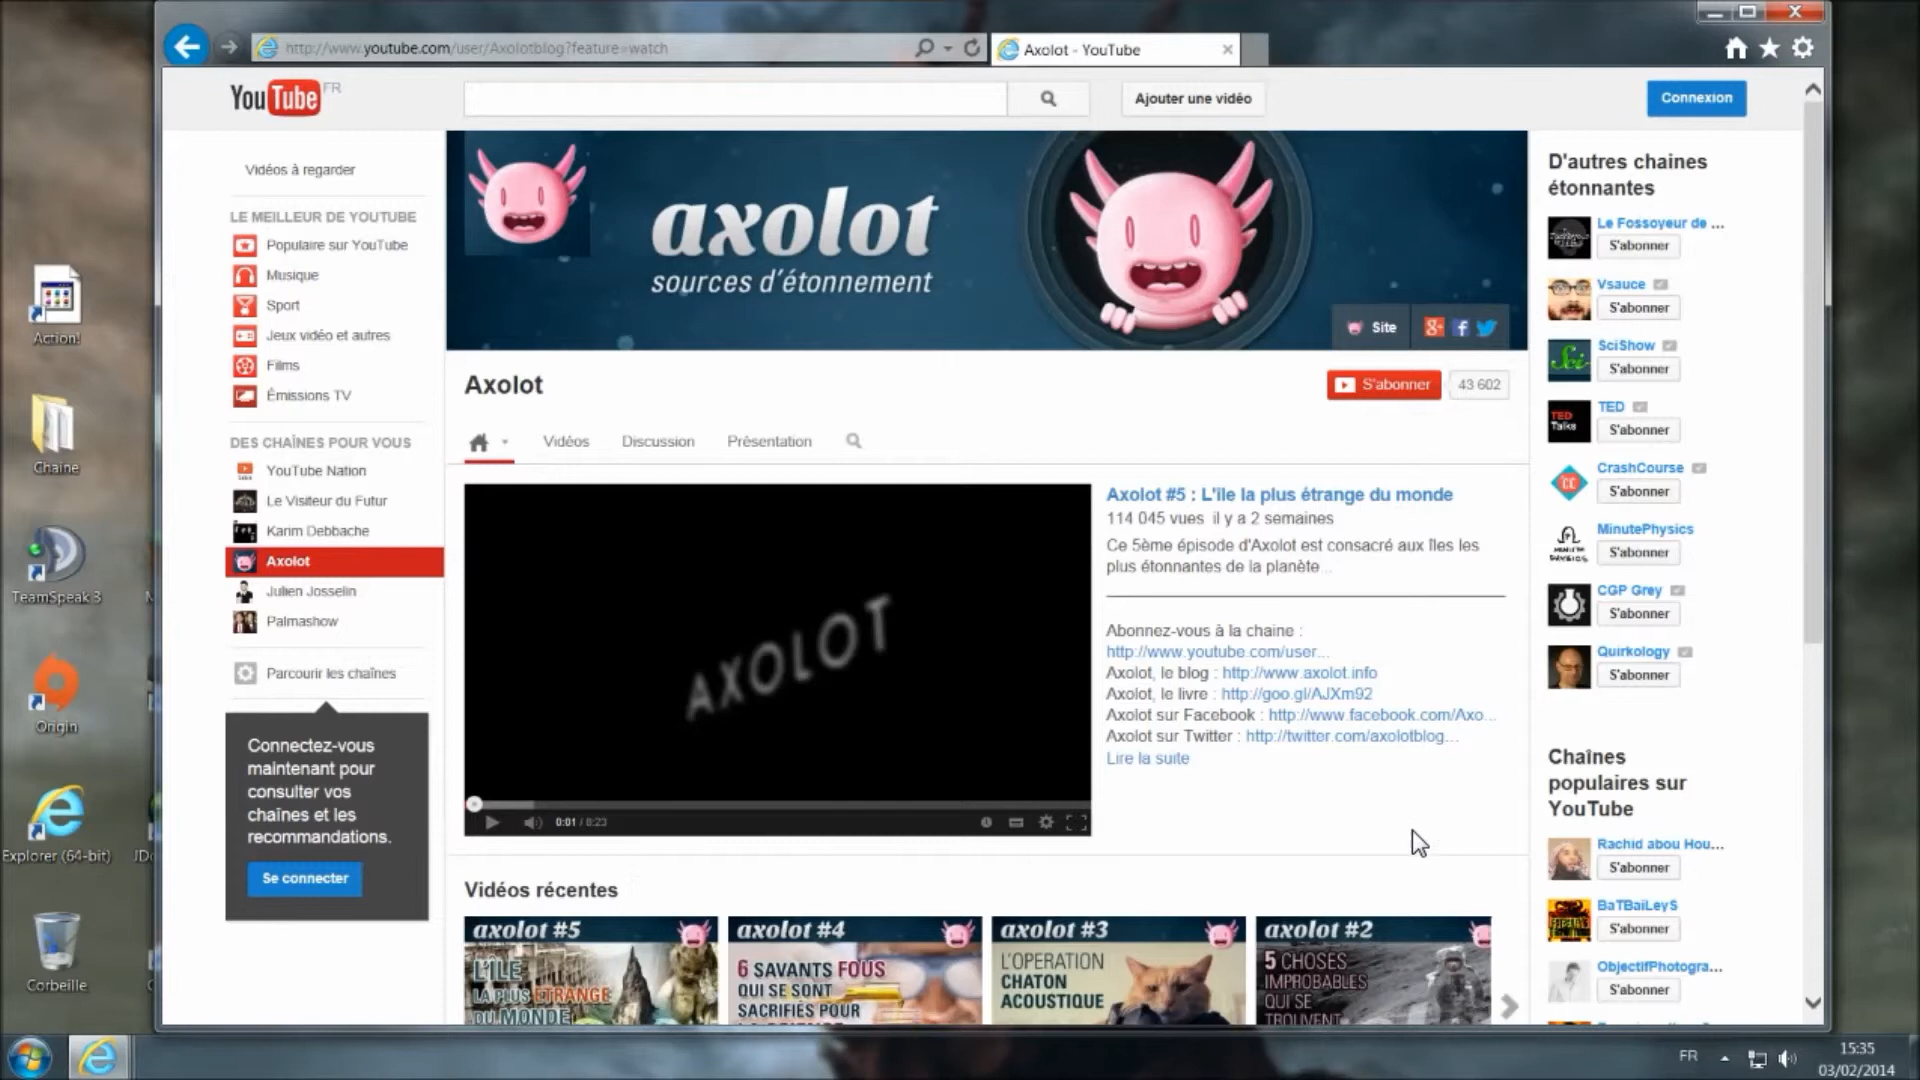 http://www.youtube.com/user/Axolotblog?feature=watch
Axolot - YouTube
YouTube FR
Ajouter une vidéo
Connexion
Vidéos à regarder
LE MEILLEUR DE YOUTUBE
Populaire sur YouTube
Musique
Sport
Jeux vidéo et autres
Films
Émissions TV
DES CHAÎNES POUR VOUS
YouTube Nation
Le Visiteur du Futur
Karim Debbache
Axolot
Julien Josselin
Palmashow
Parcourir les chaînes
Connectez-vous
maintenant pour
consulter vos
chaînes et les
recommandations.
Se connecter
axolot
sources d'étonnement
Site
Axolot
S'abonner
43 602
Vidéos
Discussion
Présentation
AXOLOT
0:01 / 8:23
Axolot #5 : L'île la plus étrange du monde
114 045 vues il y a 2 semaines
Ce 5ème épisode d'Axolot est consacré aux îles les
plus étonnantes de la planète...
Abonnez-vous à la chaine :
http://www.youtube.com/user...
Axolot, le blog : http://www.axolot.info
Axolot, le livre : http://goo.gl/AJXm92
Axolot sur Facebook : http://www.facebook.com/Axo...
Axolot sur Twitter : http://twitter.com/axolotblog...
Lire la suite
Vidéos récentes
axolot #5
L'ÎLE
LA PLUS ETRANGE
DU MONDE
axolot #4
6 SAVANTS FOUS
QUI SE SONT
SACRIFIÉS POUR
axolot #3
L'OPERATION
CHATON
ACOUSTIQUE
axolot #2
5 CHOSES
IMPROBABLES
QUI SE
TROUVENT
D'autres chaines
étonnantes
Le Fossoyeur de ...
S'abonner
Vsauce
S'abonner
SciShow
S'abonner
TED
S'abonner
CrashCourse
S'abonner
MinutePhysics
S'abonner
CGP Grey
S'abonner
Quirkology
S'abonner
Chaînes
populaires sur
YouTube
Rachid abou Hou...
S'abonner
BaTBaiLeyS
S'abonner
ObjectifPhotogra...
S'abonner
Action!
Chaine
TeamSpeak 3
Origin
Explorer (64-bit)
Corbeille
FR
15:35
03/02/2014